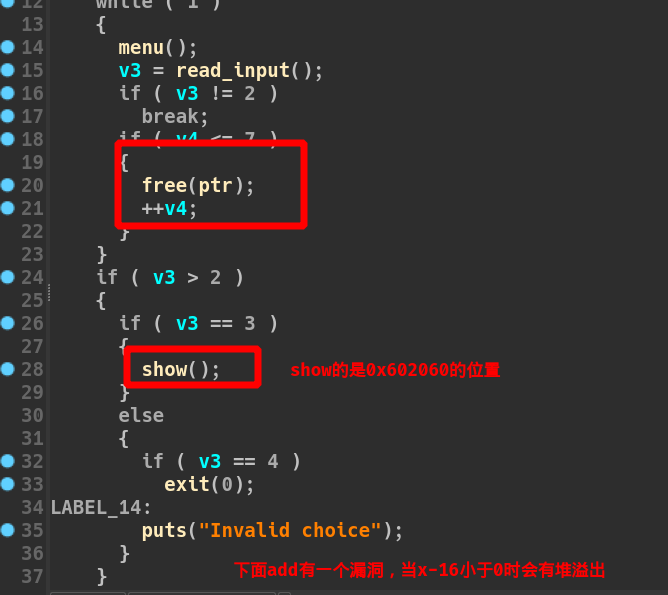 12 while ( 1 )
13 {
14 menu();
15 v3 = read_input();
16 if ( v3 != 2 )
17 break;
18 if ( v4 <= 7 )
19 {
20 free(ptr);
21 ++v4;
22 }
23 }
24 if ( v3 > 2 )
25 {
26 if ( v3 == 3 )
27 {
28 show(); show的是0x602060的位置
29 }
30 else
31 {
32 if ( v3 == 4 )
33 exit(0);
34 LABEL_14:
35 puts("Invalid choice");
36 }
下面add有一个漏洞，当x-16小于0时会有堆溢出
37 }